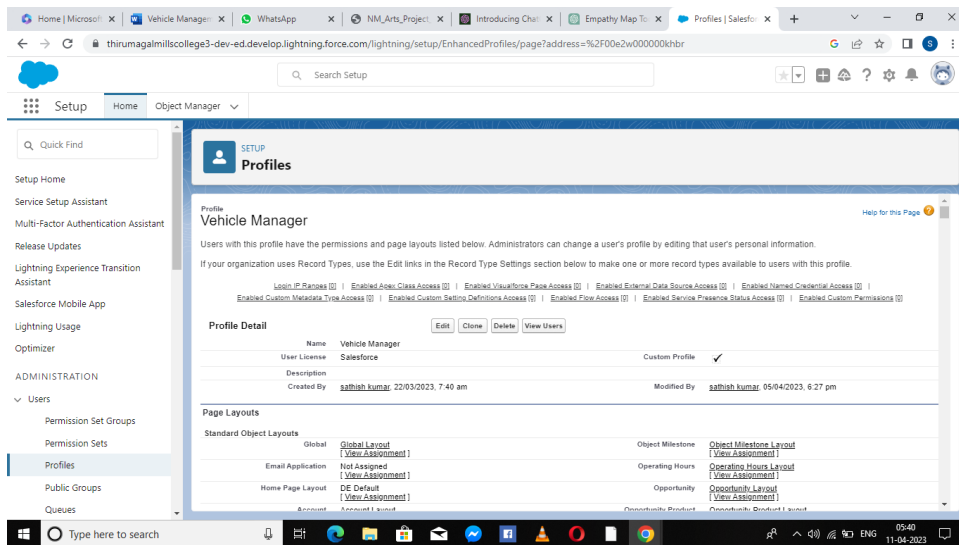 Home | Microsoft
Vehicle Manager
WhatsApp
NM_Arts_Project
Introducing Chat
Empathy Map To
Profiles | Salesfor
thirumagalmillscollege3-dev-ed.develop.lightning.force.com/lightning/setup/EnhancedProfiles/page?address=%2F00e2w000000khbr
S
Search Setup
Setup
Home
Object Manager
Quick Find
Setup Home
Service Setup Assistant
Multi-Factor Authentication Assistant
Release Updates
Lightning Experience Transition
Assistant
Salesforce Mobile App
Lightning Usage
Optimizer
ADMINISTRATION
Users
Permission Set Groups
Permission Sets
Profiles
Public Groups
Queues
SETUP
Profiles
Profile
Vehicle Manager
Help for this Page
Users with this profile have the permissions and page layouts listed below. Administrators can change a user's profile by editing that user's personal information.
If your organization uses Record Types, use the Edit links in the Record Type Settings section below to make one or more record types available to users with this profile.
Login IP Ranges [0] | Enabled Apex Class Access [0] | Enabled Visualforce Page Access [0] | Enabled External Data Source Access [0] | Enabled Named Credential Access [0] |
Enabled Custom Metadata Type Access [0] | Enabled Custom Setting Definitions Access [0] | Enabled Flow Access [0] | Enabled Service Presence Status Access [0] | Enabled Custom Permissions [0]
Profile Detail Edit Clone Delete View Users
Name Vehicle Manager
User License Salesforce Custom Profile ✓
Description
Created By sathish kumar, 22/03/2023, 7:40 am Modified By sathish kumar, 05/04/2023, 6:27 pm
Page Layouts
Standard Object Layouts
Global Global Layout Object Milestone Object Milestone Layout
[ View Assignment ] [ View Assignment ]
Email Application Not Assigned Operating Hours Operating Hours Layout
[ View Assignment ] [ View Assignment ]
Home Page Layout DE Default Opportunity Opportunity Layout
[ View Assignment ] [ View Assignment ]
Account Account Layout Opportunity Product Opportunity Product Layout
Type here to search
ENG
05:40
11-04-2023